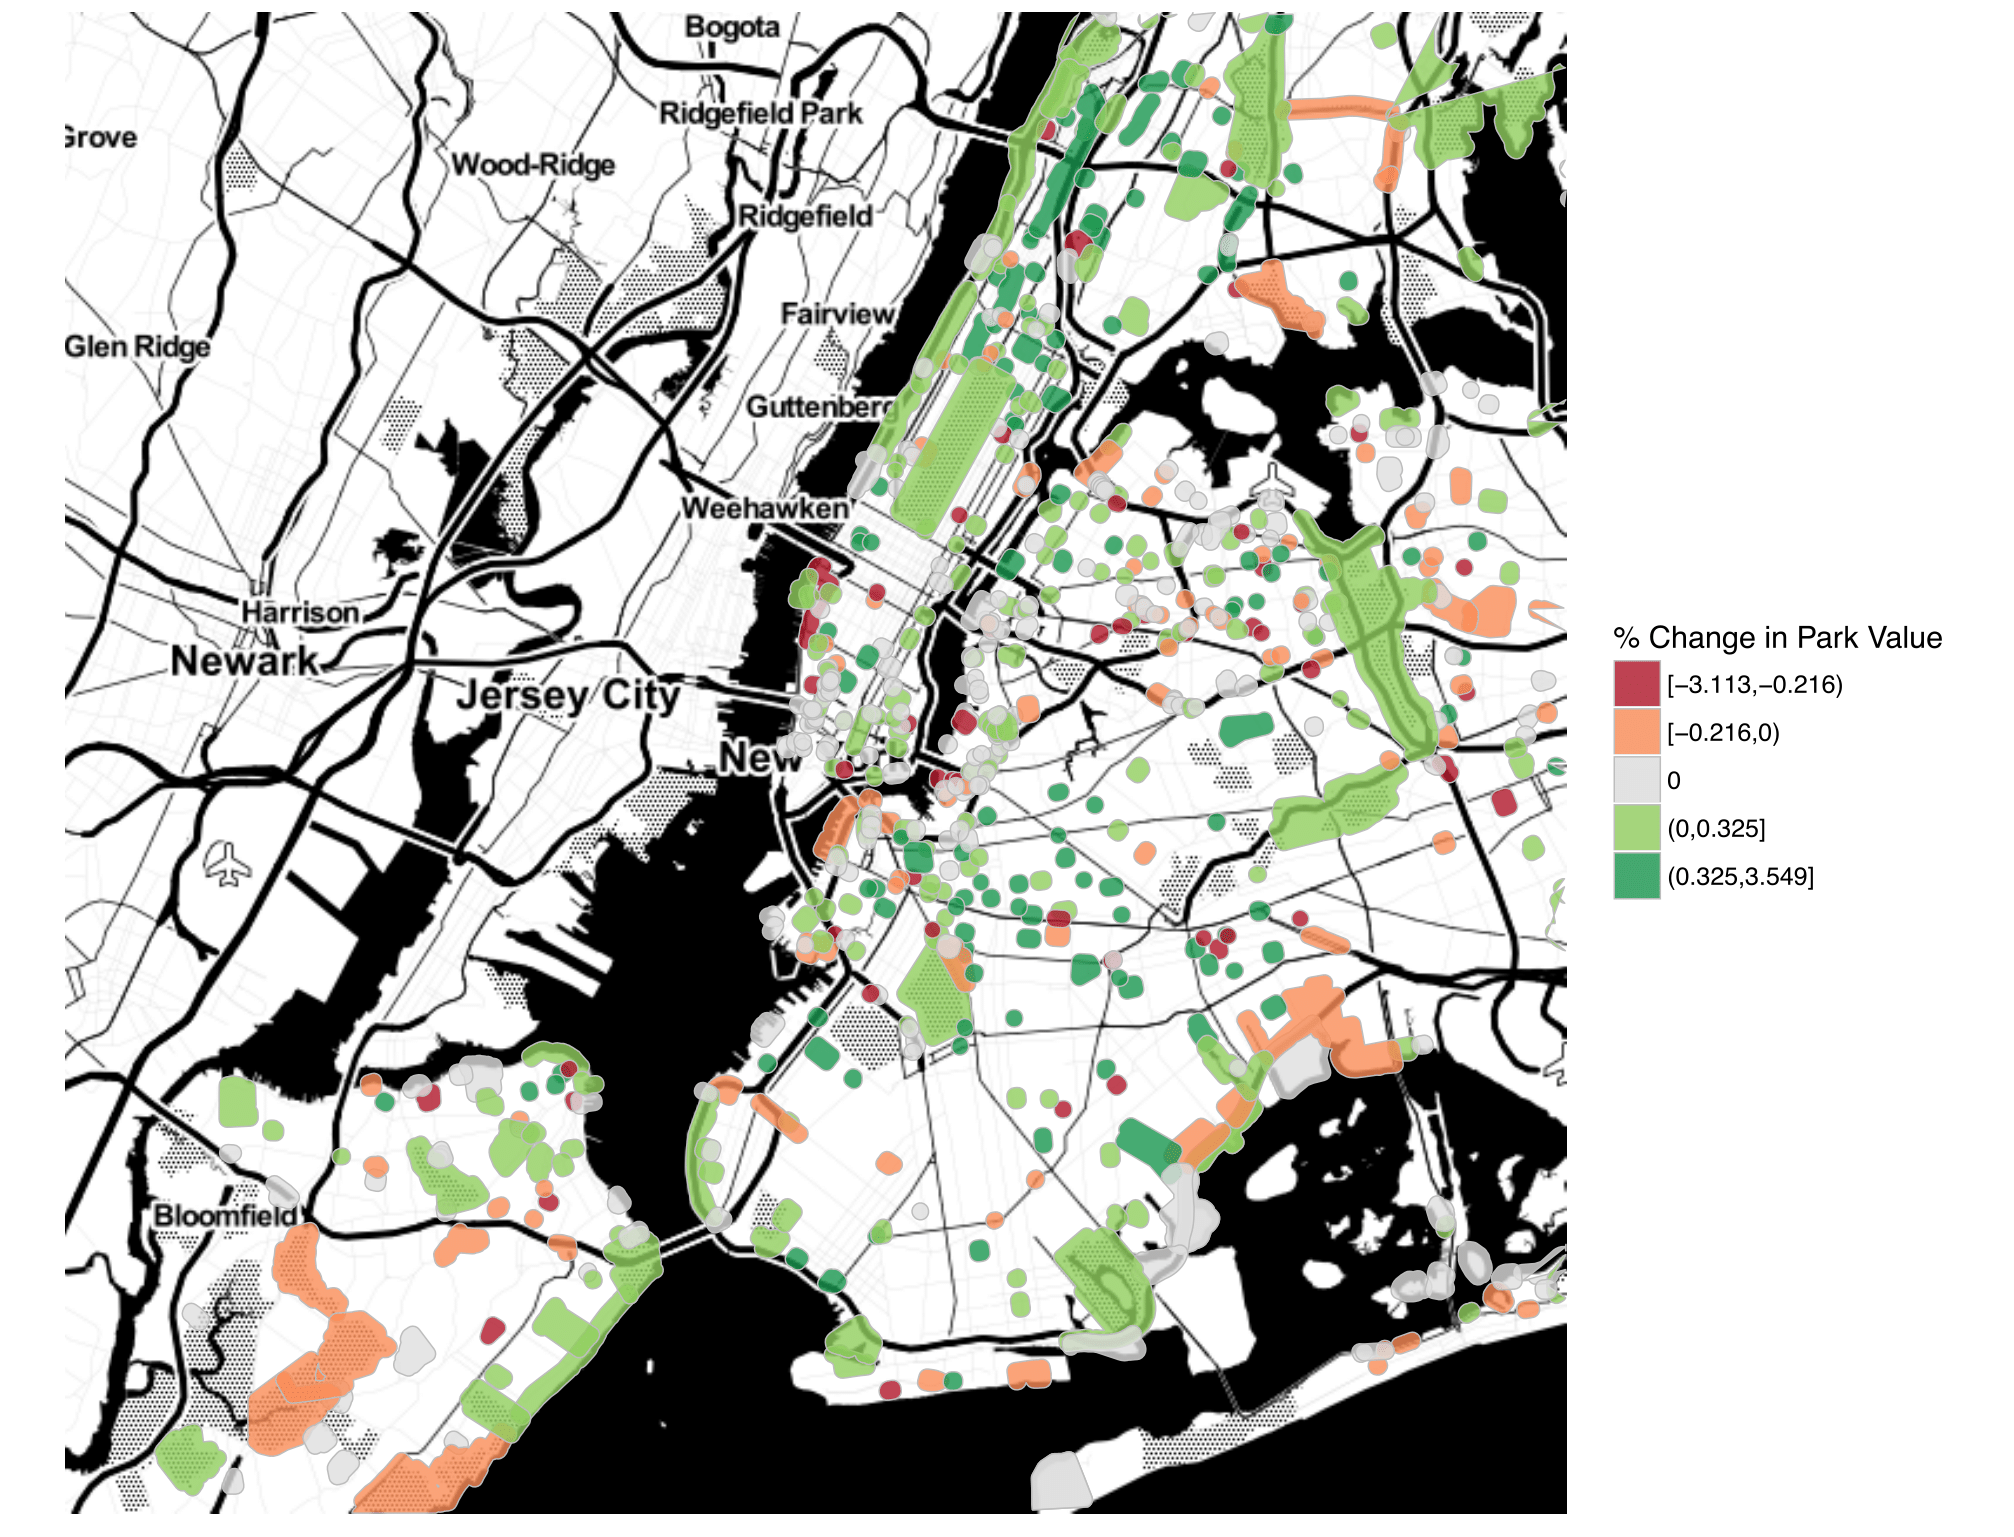 Bogota
Ridgefield Park
Grove
Wood-Ridge
Ridgefield
Fairview
Glen Ridge
Guttenberg
Weehawken
Harrison
Newark
Jersey City
New
Bloomfield
% Change in Park Value
[−3.113,−0.216)
[−0.216,0)
0
(0,0.325]
(0.325,3.549]